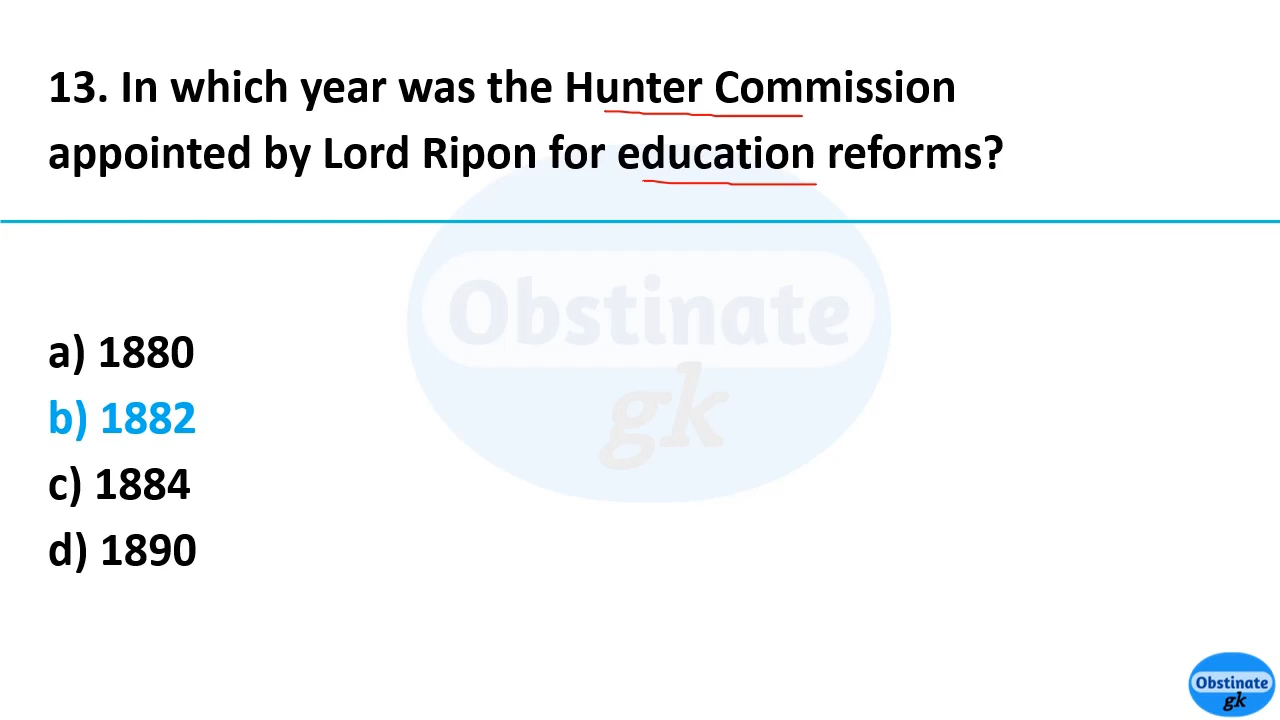 13. In which year was the Hunter Commission
appointed by Lord Ripon for education reforms?
Obstinate
gk
a) 1880
b) 1882
c) 1884
d) 1890
Obstinate
gk